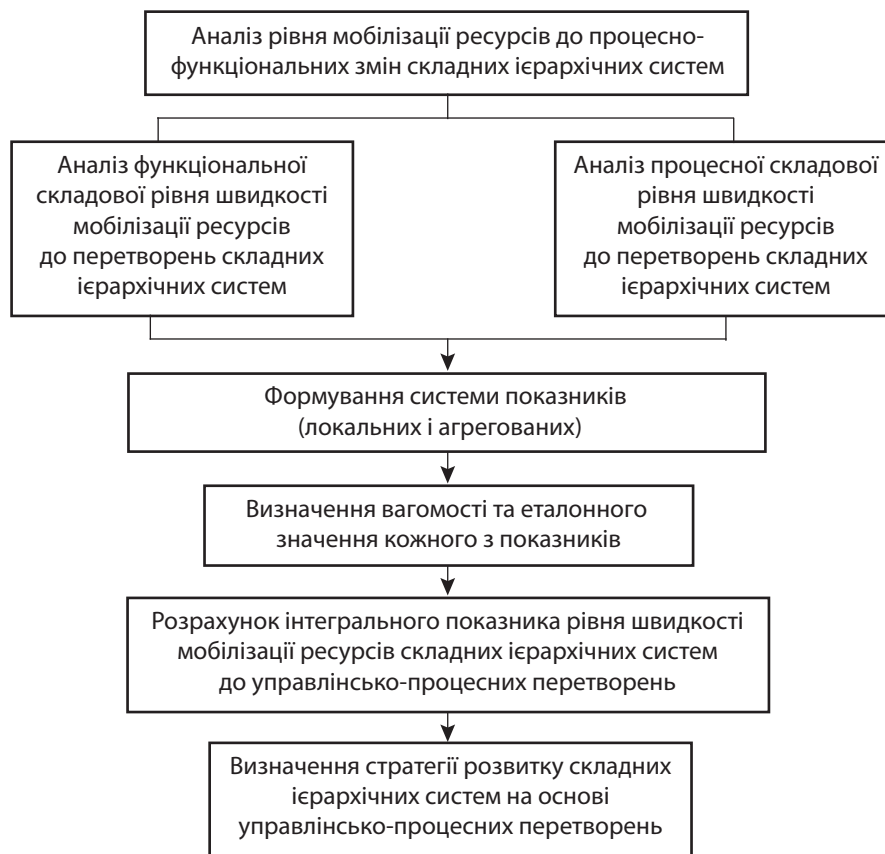 Аналіз рівня мобілізації ресурсів до процесно-
функціональних змін складних ієрархічних систем
Аналіз функціональної
складової рівня швидкості
мобілізації ресурсів
до перетворень складних
ієрархічних систем
Аналіз процесної складової
рівня швидкості
мобілізації ресурсів
до перетворень складних
ієрархічних систем
Формування системи показників
(локальних і агрегованих)
Визначення вагомості та еталонного
значення кожного з показників
Розрахунок інтегрального показника рівня швидкості
мобілізації ресурсів складних ієрархічних систем
до управлінсько-процесних перетворень
Визначення стратегії розвитку складних
ієрархічних систем на основі
управлінсько-процесних перетворень